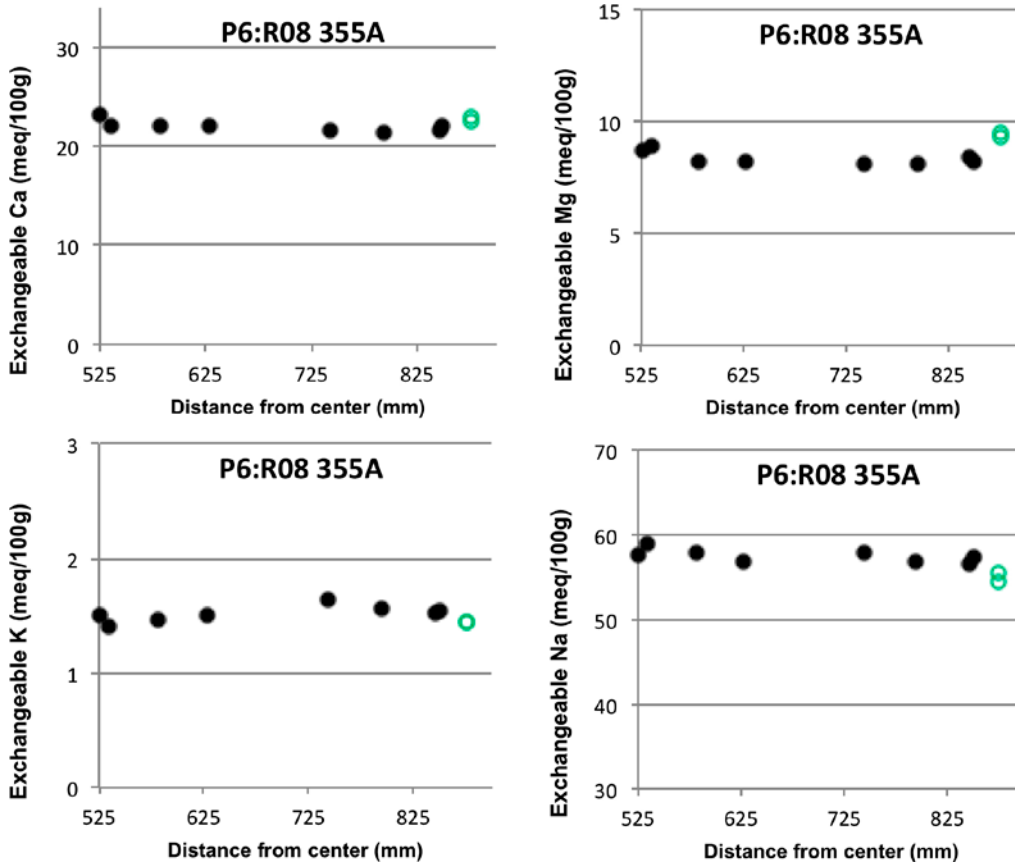 P6:R08 355A
Exchangeable Ca (meq/100g)
30
20
10
0
525 625 725 825
Distance from center (mm)
P6:R08 355A
Exchangeable Mg (meq/100g)
15
10
5
0
525 625 725 825
Distance from center (mm)
P6:R08 355A
Exchangeable K (meq/100g)
3
2
1
0
525 625 725 825
Distance from center (mm)
P6:R08 355A
Exchangeable Na (meq/100g)
70
60
50
40
30
525 625 725 825
Distance from center (mm)